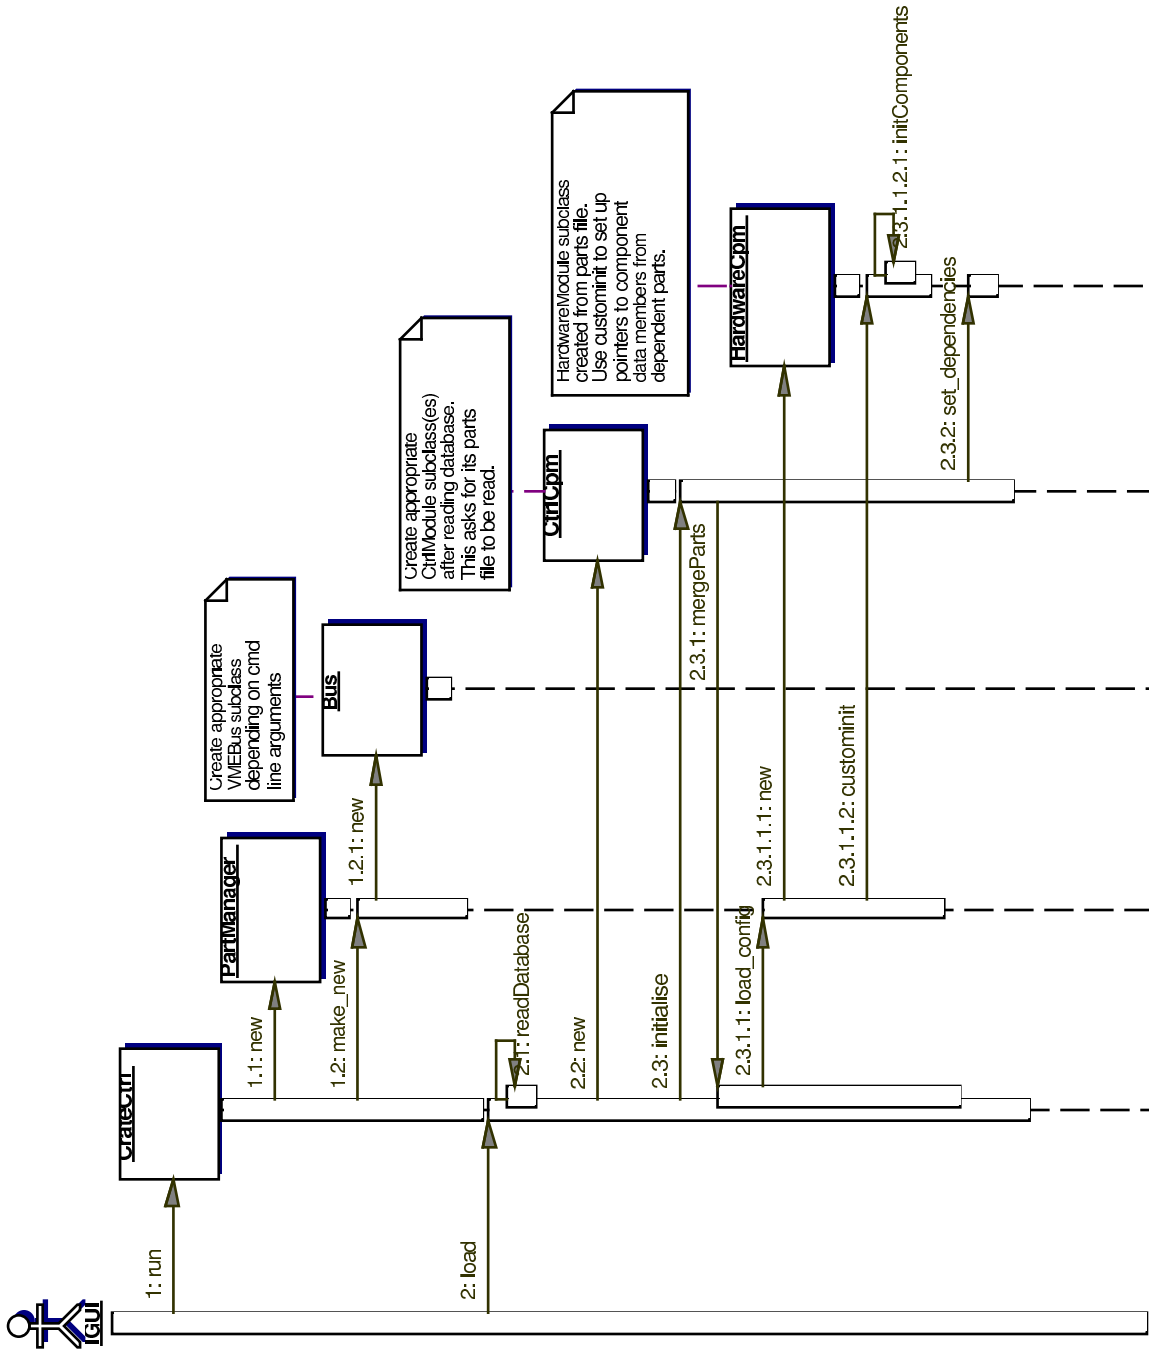 IGUI
CrateCtrl
PartManager
Bus
CtrlCpm
HardwareCpm
Create appropriate
VMEBus subclass
depending on cmd
line arguments
Create appropriate
CtrlModule subclass(es)
after reading database.
This asks for its parts
file to be read.
HardwareModule subclass
created from parts file.
Use custominit to set up
pointers to component
data members from
dependent parts.
1: run
1.1: new
1.2: make_new
1.2.1: new
2: load
2.1: readDatabase
2.2: new
2.3: initialise
2.3.1: mergeParts
2.3.1.1: load_config
2.3.1.1.1: new
2.3.1.1.2: custominit
2.3.1.1.2.1: initComponents
2.3.2: set_dependencies